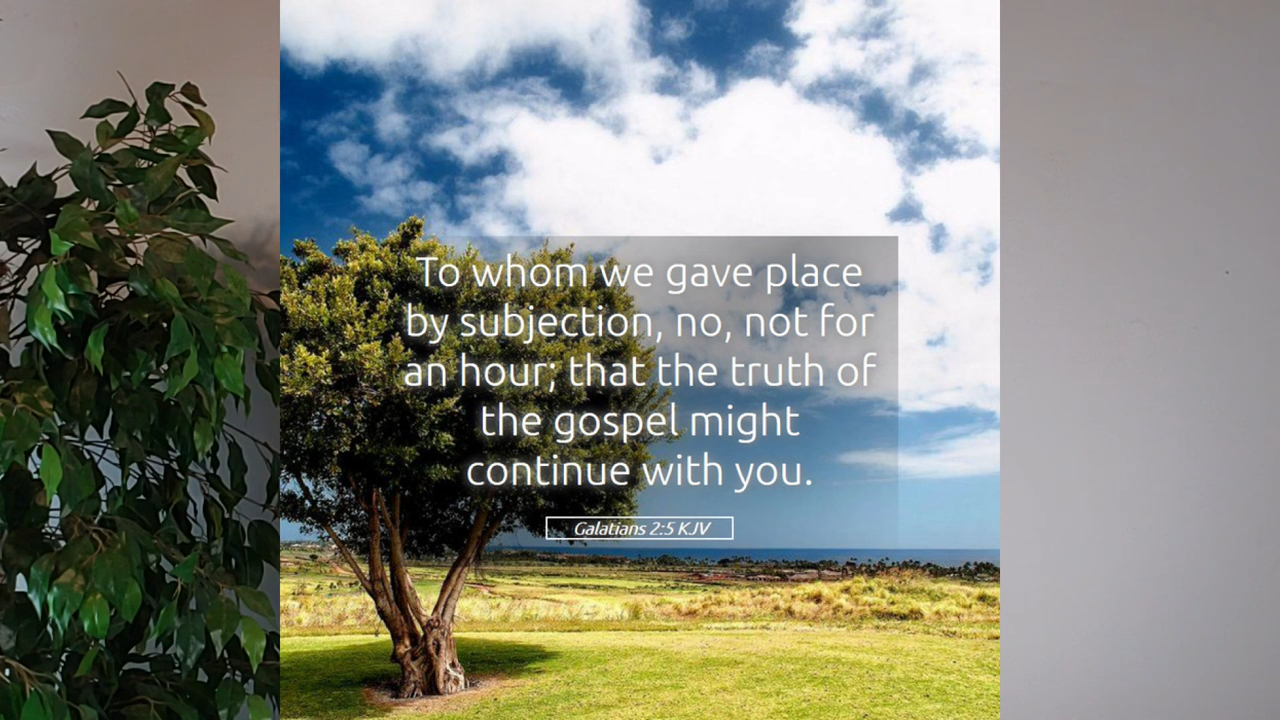 To whom we gave place
by subjection, no, not for
an hour; that the truth of
the gospel might
continue with you.
Galatians 2:5 KJV